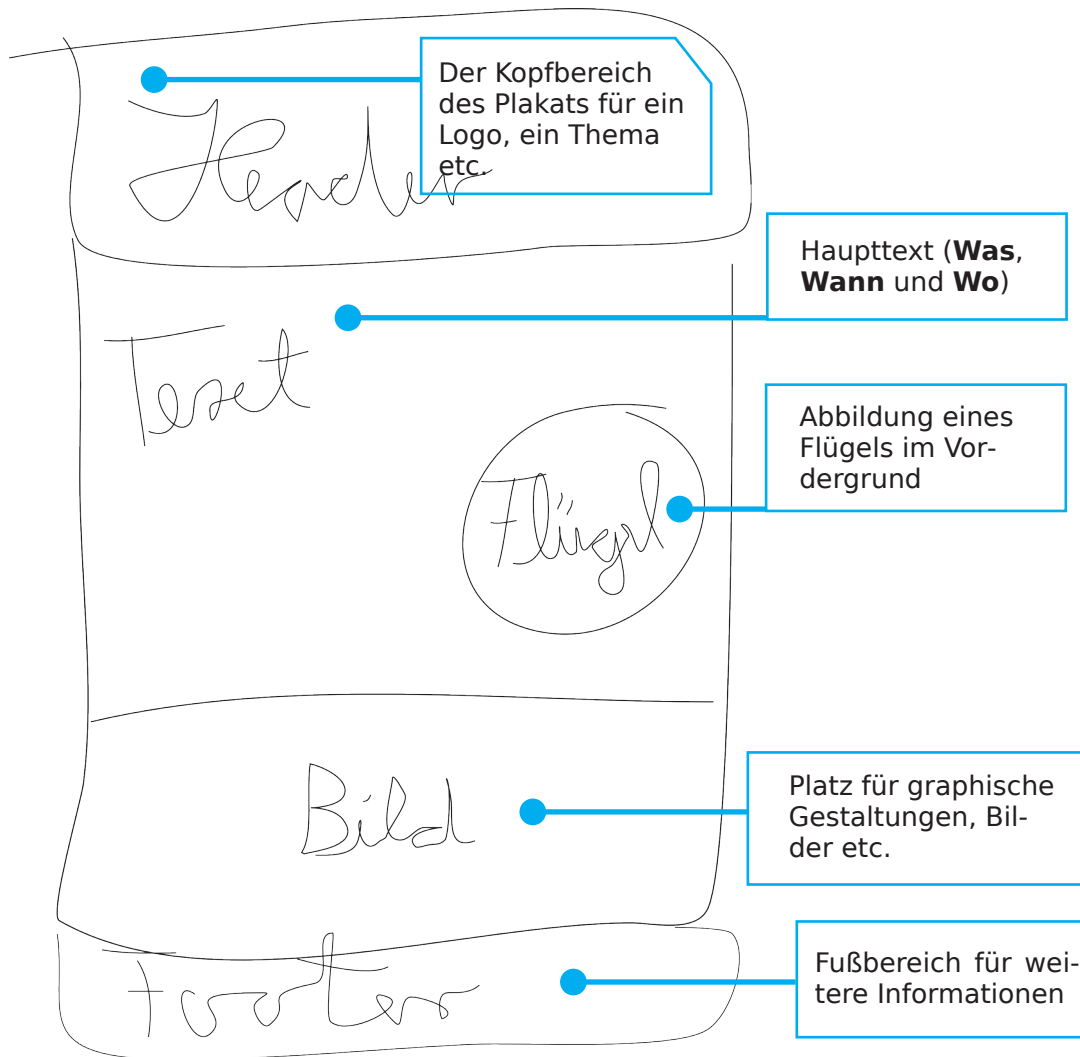 Der Kopfbereich
des Plakats für ein
Logo, ein Thema
etc.
Header
Haupttext (Was,
Wann und Wo)
Text
Abbildung eines
Flügels im Vor-
dergrund
Flügel
Platz für graphische
Gestaltungen, Bil-
der etc.
Bild
Fußbereich für wei-
tere Informationen
Footer